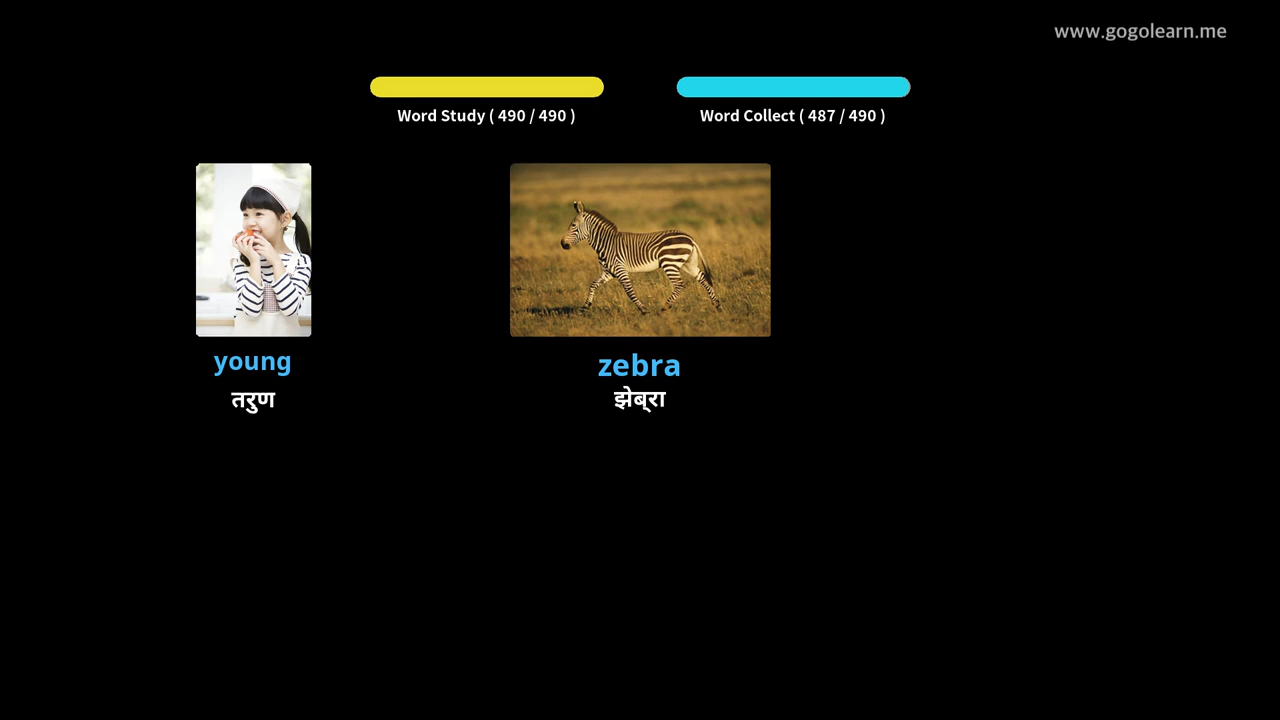 www.gogolearn.me
Word Study ( 490 / 490 )
Word Collect ( 487 / 490 )
young
zebra
तरुण
झेब्रा